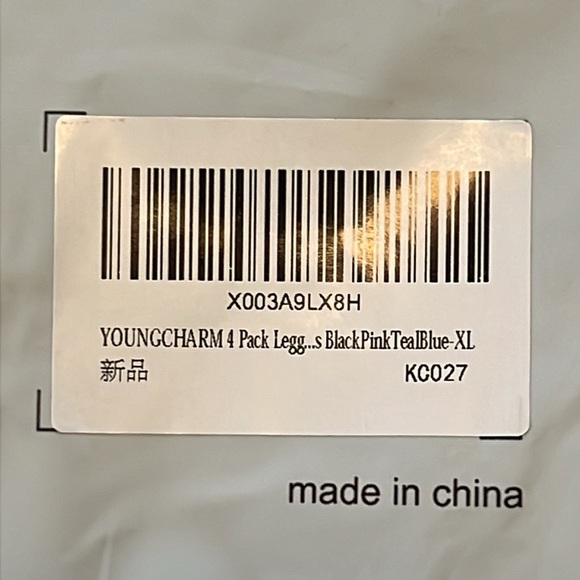 X003A9LX8H
YOUNGCHARM 4 Pack Legg...s BlackPinkTealBlue-XL
新品 KC027
made in china